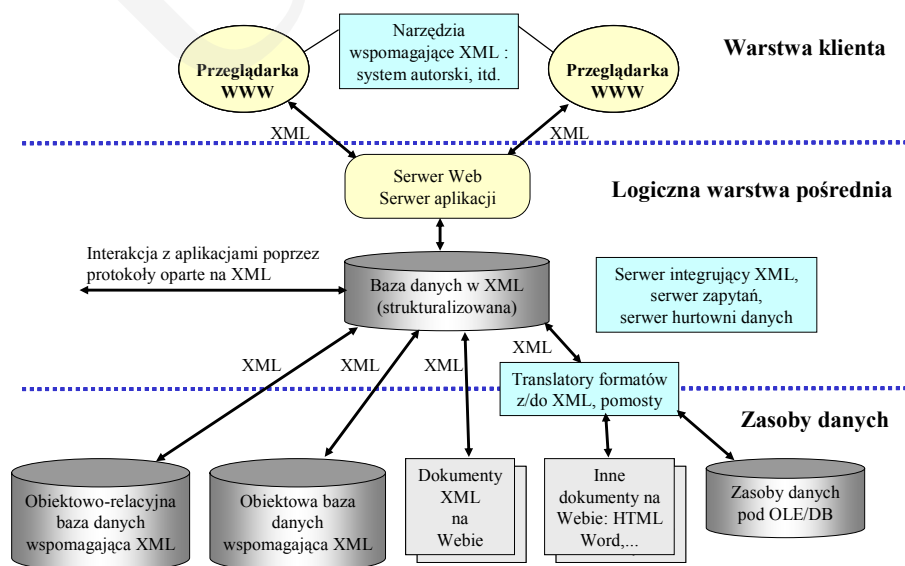 Narzędzia
wspomagające XML :
system autorski, itd.
Warstwa klienta
Przeglądarka
WWW
Przeglądarka
WWW
XML
XML
Serwer Web
Serwer aplikacji
Logiczna warstwa pośrednia
Interakcja z aplikacjami poprzez
protokoły oparte na XML
Baza danych w XML
(strukturalizowana)
Serwer integrujący XML,
serwer zapytań,
serwer hurtowni danych
XML
XML
XML
XML
Translatory formatów
z/do XML, pomosty
Zasoby danych
Obiektowo-relacyjna
baza danych
wspomagająca XML
Obiektowa baza
danych
wspomagająca XML
Dokumenty
XML
na
Webie
Inne
dokumenty na
Webie: HTML
Word,...
Zasoby danych
pod OLE/DB